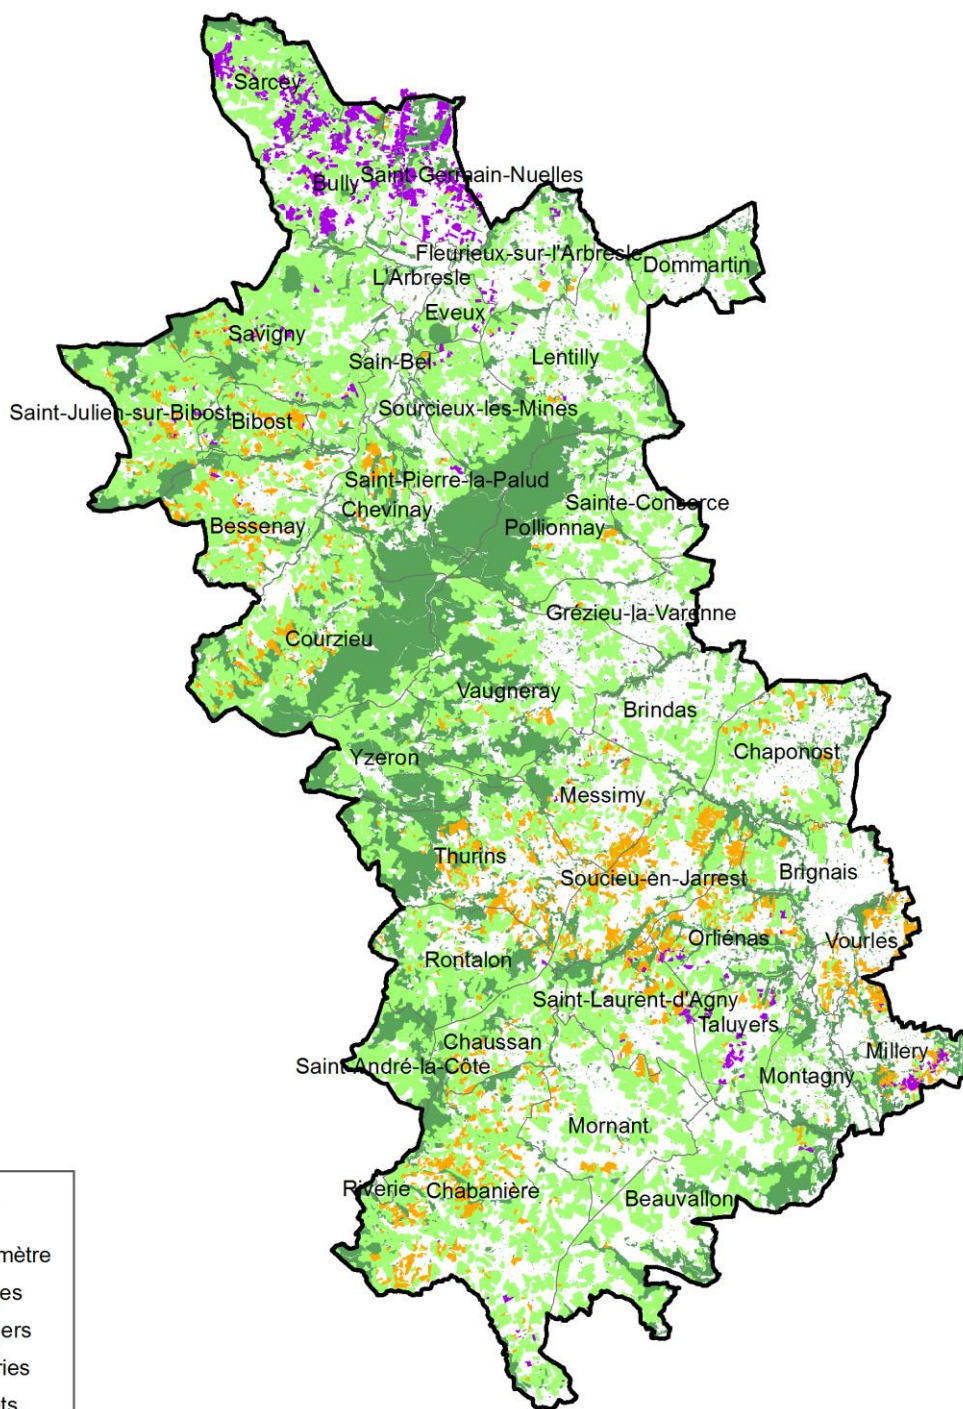 Sarcey
Bully
Saint-Germain-Nuelles
Fleurieux-sur-l'Arbresle
Dommartin
L'Arbresle
Eveux
Savigny
Sain-Bel
Lentilly
Saint-Julien-sur-Bibost
Bibost
Sourcieux-les-Mines
Saint-Pierre-la-Palud
Sainte-Consorce
Chevinay
Bessenay
Pollionnay
Grézieu-la-Varenne
Courzieu
Vaugneray
Brindas
Chaponost
Yzeron
Messimy
Thurins
Soucieu-en-Jarrest
Brignais
Orliénas
Vourles
Rontalon
Saint-Laurent-d'Agny
Taluyers
Chaussan
Millery
Saint-André-la-Côte
Montagny
Mornant
Riverie
Chabanière
Beauvallon
mètre
es
ers
ries